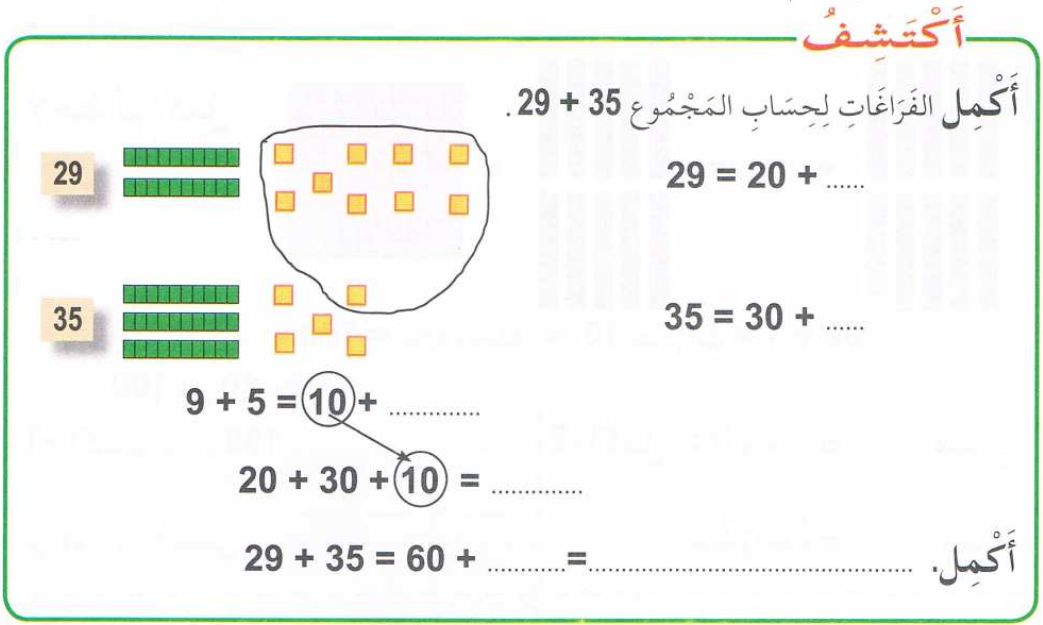 أَكْتَشِفُ
أَكْمِل الفَرَاغَاتِ لِحِسَابِ المَجْمُوع 35 + 29 .
29
29 = 20 + ......
35
35 = 30 + ......
9 + 5 = 10 + ..............
20 + 30 + 10 = ..............
أَكْمِل.
29 + 35 = 60 + ............=..................................................